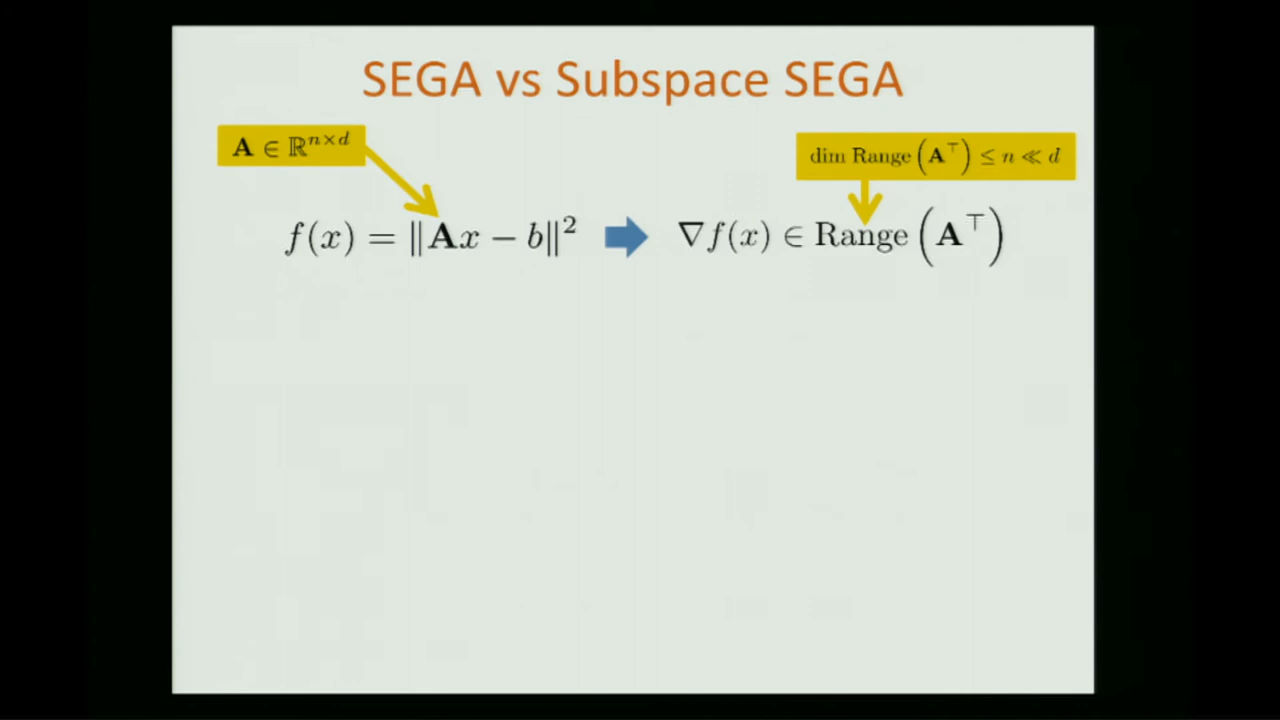 SEGA vs Subspace SEGA
A ∈ ℝ^{n×d}
dim Range (A^⊤) ≤ n ≪ d
f(x) = ‖Ax − b‖² ➡ ∇f(x) ∈ Range (A^⊤)